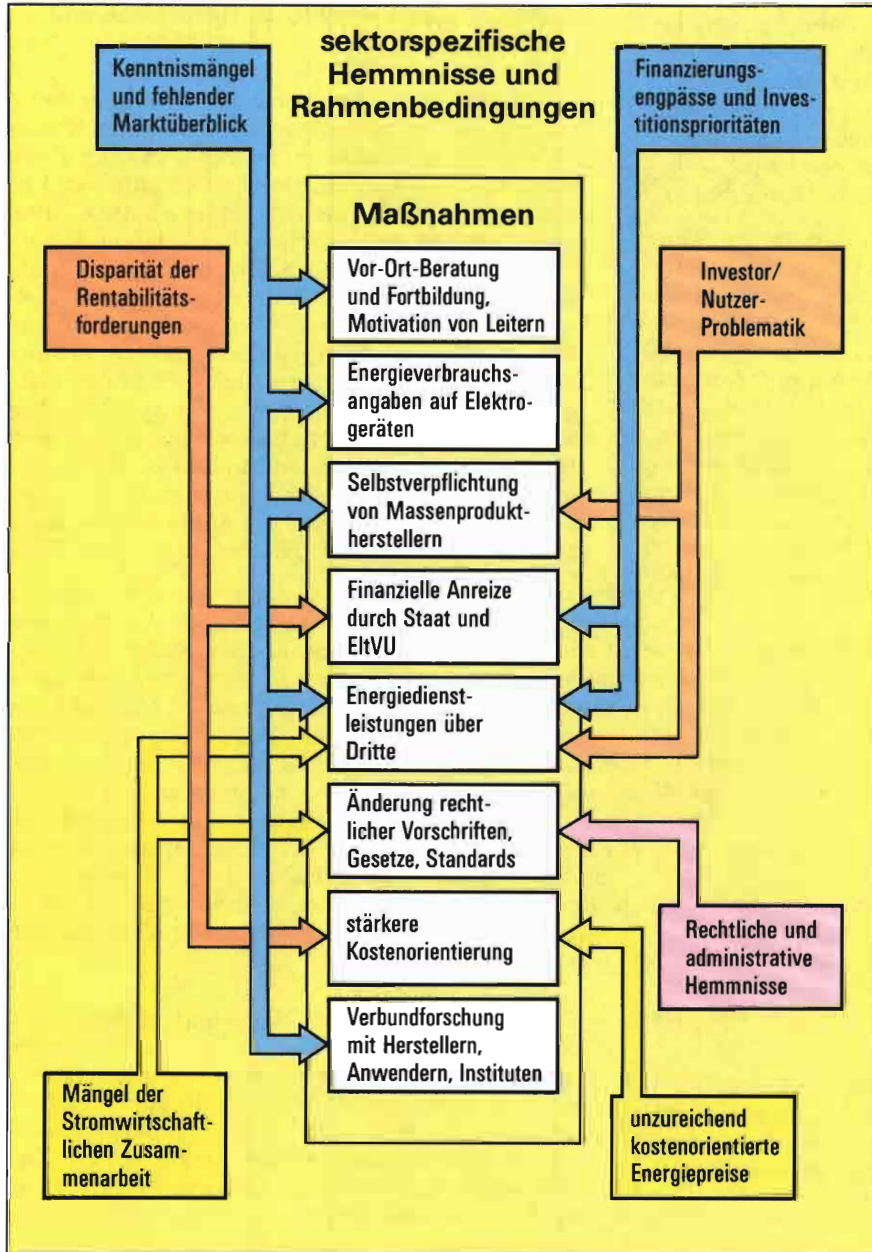 sektorspezifische
Hemmnisse und
Rahmenbedingungen
Kenntnismängel
und fehlender
Marktüberblick
Finanzierungs-
engpässe und Inves-
titionsprioritäten
Maßnahmen
Disparität der
Rentabilitäts-
forderungen
Vor-Ort-Beratung
und Fortbildung,
Motivation von Leitern
Investor/
Nutzer-
Problematik
Energieverbrauchs-
angaben auf Elektro-
geräten
Selbstverpflichtung
von Massenprodukt-
herstellern
Finanzielle Anreize
durch Staat und
EltVU
Energiedienst-
leistungen über
Dritte
Änderung recht-
licher Vorschriften,
Gesetze, Standards
stärkere
Kostenorientierung
Rechtliche und
administrative
Hemmnisse
Verbundforschung
mit Herstellern,
Anwendern, Instituten
Mängel der
Stromwirtschaft-
lichen Zusam-
menarbeit
unzureichend
kostenorientierte
Energiepreise